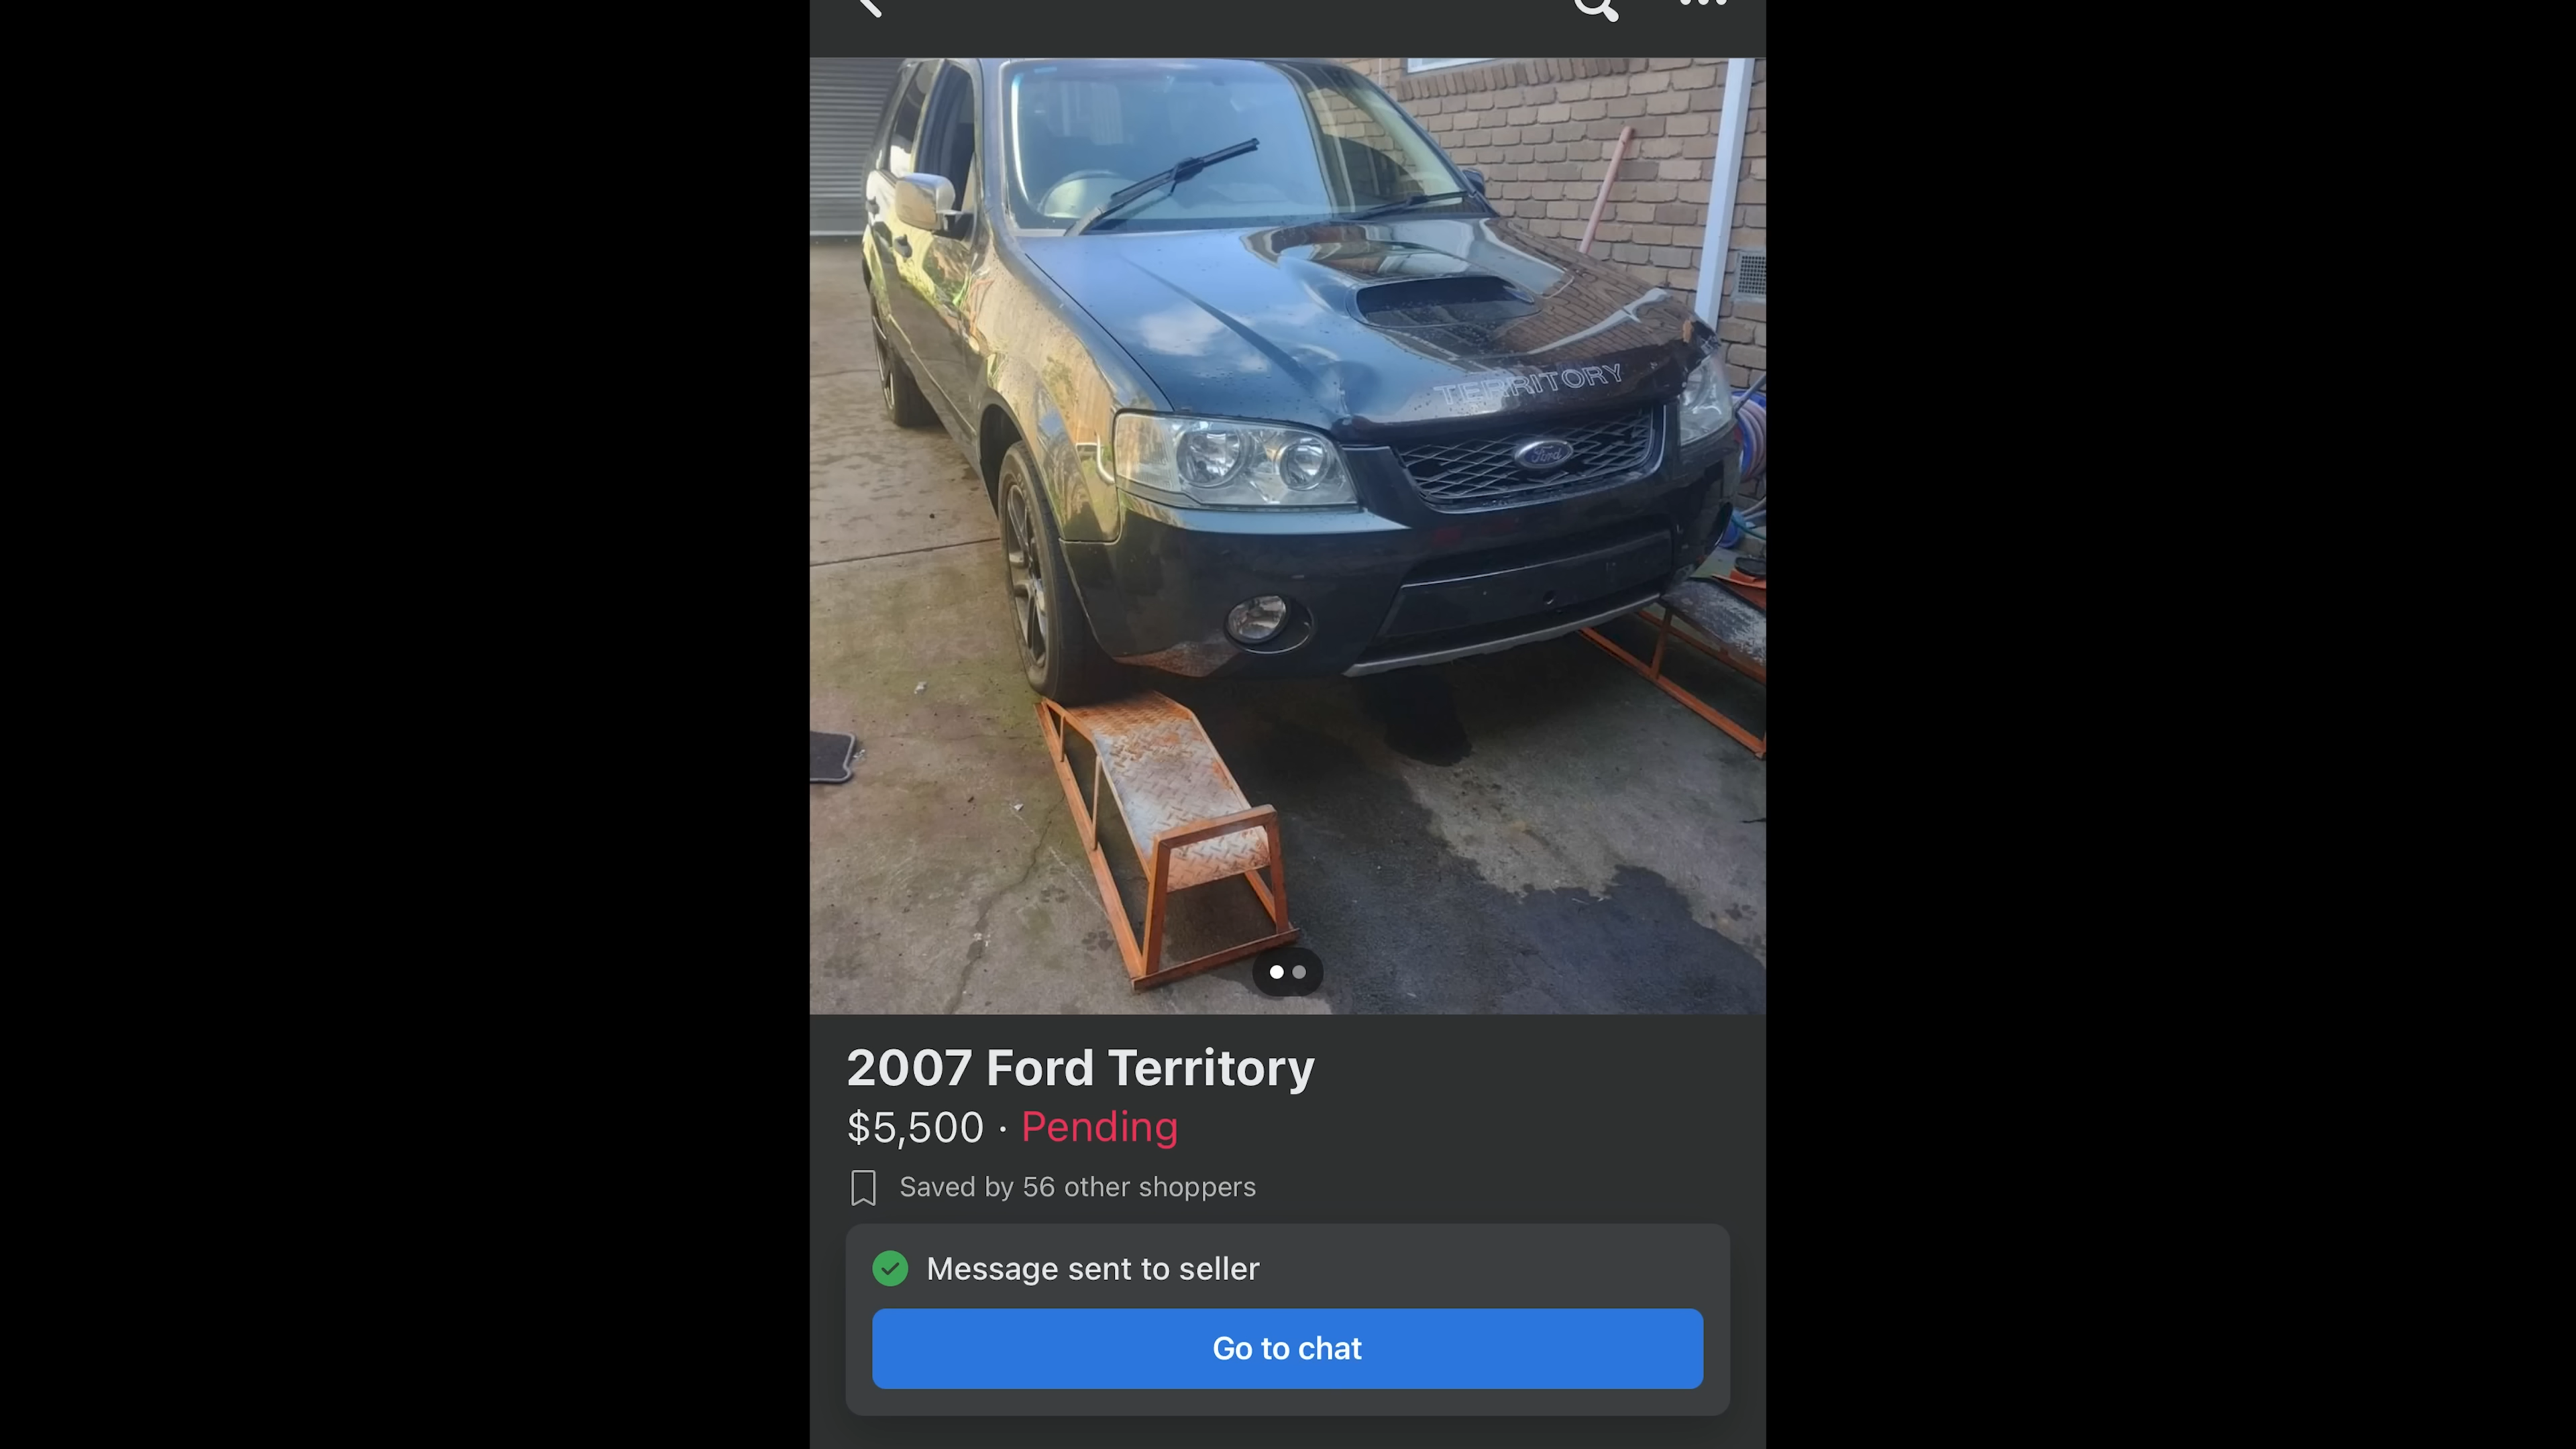 TERRITORY
Ford
2007 Ford Territory
$5,500 · Pending
Saved by 56 other shoppers
Message sent to seller
Go to chat